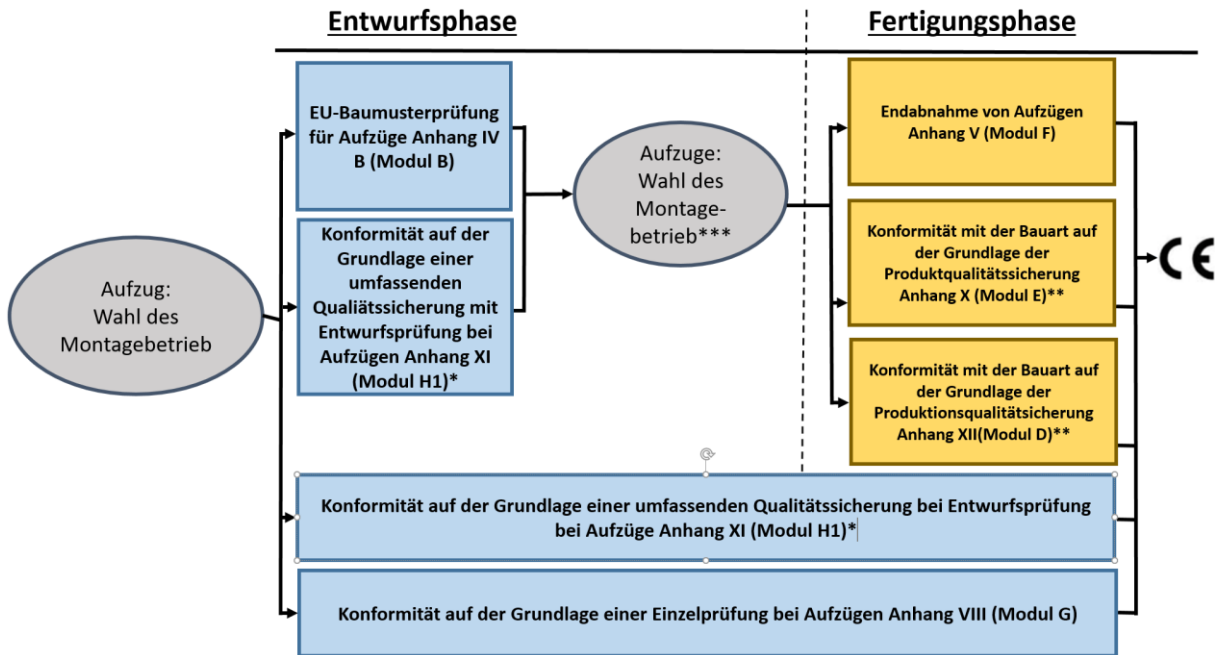 Entwurfsphase
Fertigungsphase
EU-Baumusterprüfung
für Aufzüge Anhang IV
B (Modul B)
Konformität auf der
Grundlage einer
umfassenden
Qualiätssicherung mit
Entwurfsprüfung bei
Aufzügen Anhang XI
(Modul H1)*
Aufzug:
Wahl des
Montagebetrieb
Aufzuge:
Wahl des
Montage-
betrieb***
Endabnahme von Aufzügen
Anhang V (Modul F)
Konformität mit der Bauart auf
der Grundlage der
Produktqualitätssicherung
Anhang X (Modul E)**
Konformität mit der Bauart auf
der Grundlage der
Produktionsqualitätsicherung
Anhang XII(Modul D)**
CE
Konformität auf der Grundlage einer umfassenden Qualitätssicherung bei Entwurfsprüfung
bei Aufzüge Anhang XI (Modul H1)*
Konformität auf der Grundlage einer Einzelprüfung bei Aufzügen Anhang VIII (Modul G)